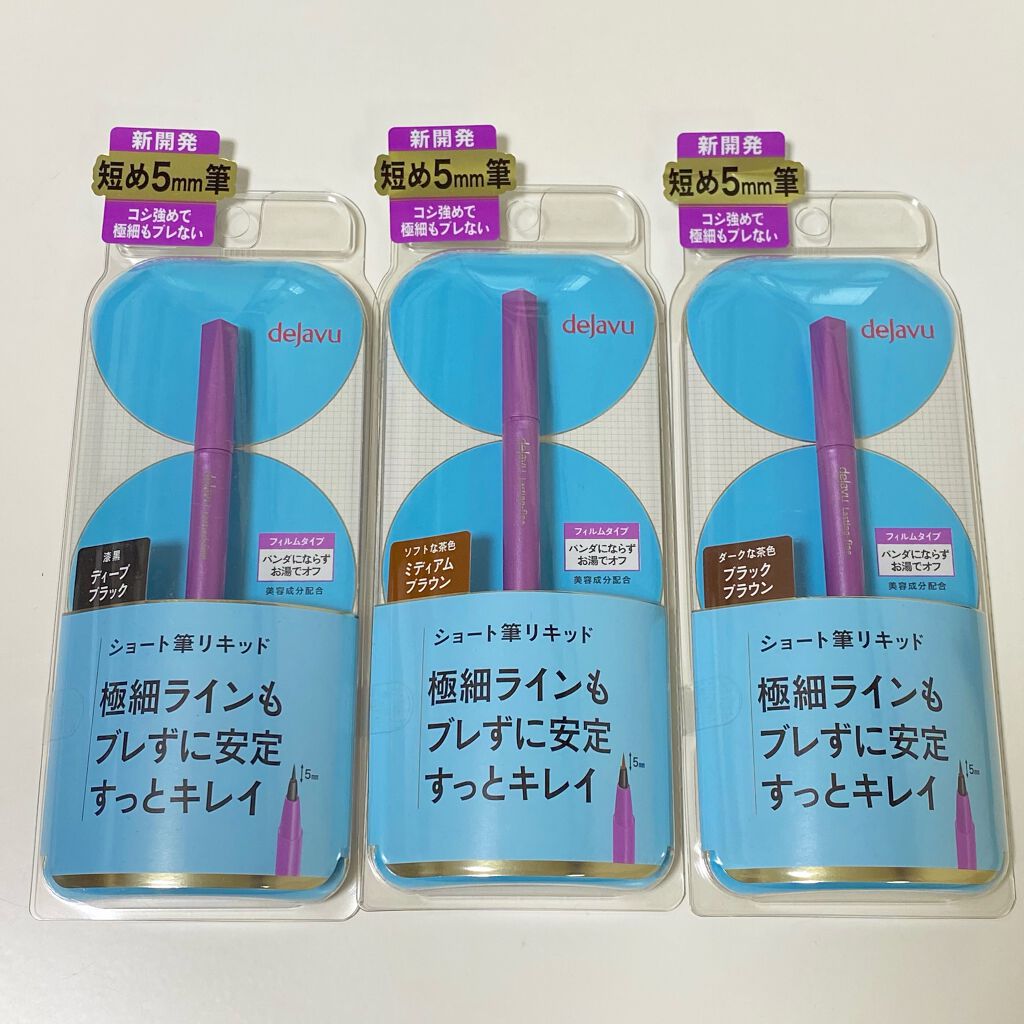 新開発
短め5mm筆
コシ強めで
極細もブレない
dejavu
漆黒
ディープ
ブラック
フィルムタイプ
パンダにならず
お湯でオフ
美容成分配合
ショート筆リキッド
極細ラインも
ブレずに安定
すっとキレイ
5mm
新開発
短め5mm筆
コシ強めで
極細もブレない
dejavu
dejavu Lasting-fine
ソフトな茶色
ミディアム
ブラウン
フィルムタイプ
パンダにならず
お湯でオフ
美容成分配合
ショート筆リキッド
極細ラインも
ブレずに安定
すっとキレイ
5mm
新開発
短め5mm筆
コシ強めで
極細もブレない
dejavu
dejavu Lasting-fine
ダークな茶色
ブラック
ブラウン
フィルムタイプ
パンダにならず
お湯でオフ
美容成分配合
ショート筆リキッド
極細ラインも
ブレずに安定
すっとキレイ
5mm